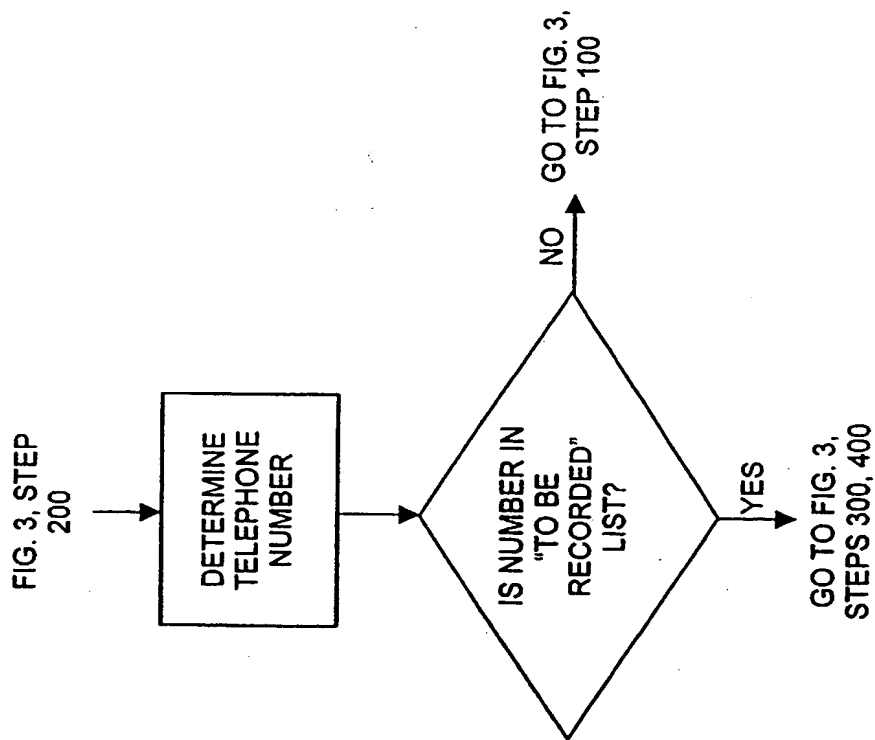 FIG. 3, STEP
200
DETERMINE
TELEPHONE
NUMBER
IS NUMBER IN
"TO BE
RECORDED"
LIST?
NO
GO TO FIG. 3,
STEP 100
YES
GO TO FIG. 3,
STEPS 300, 400